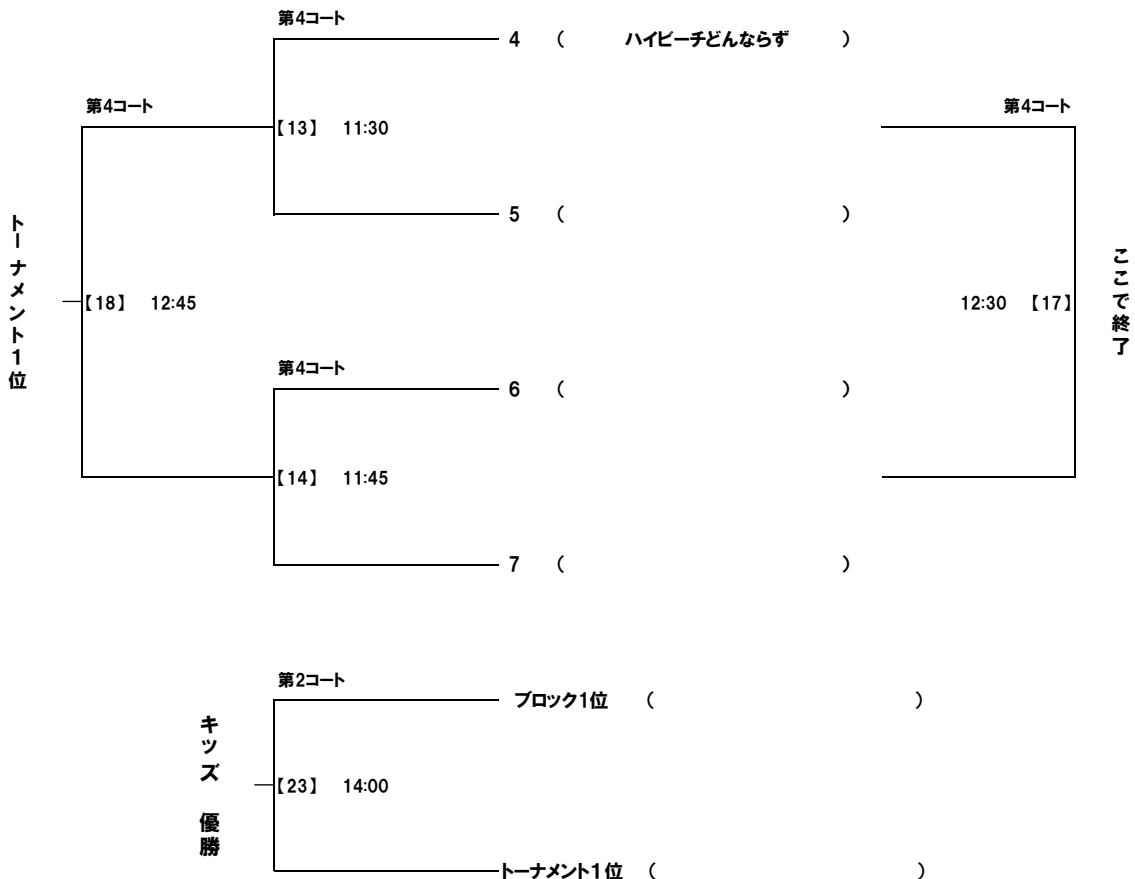 第4コート
4 （ ハイビーチどんならず ）
第4コート
第4コート
【13】 11:30
5 （ ）
トーナメント1位
ここで終了
【18】 12:45
12:30 【17】
第4コート
6 （ ）
【14】 11:45
7 （ ）
第2コート
ブロック1位 （ ）
キッズ 優勝
【23】 14:00
トーナメント1位 （ ）